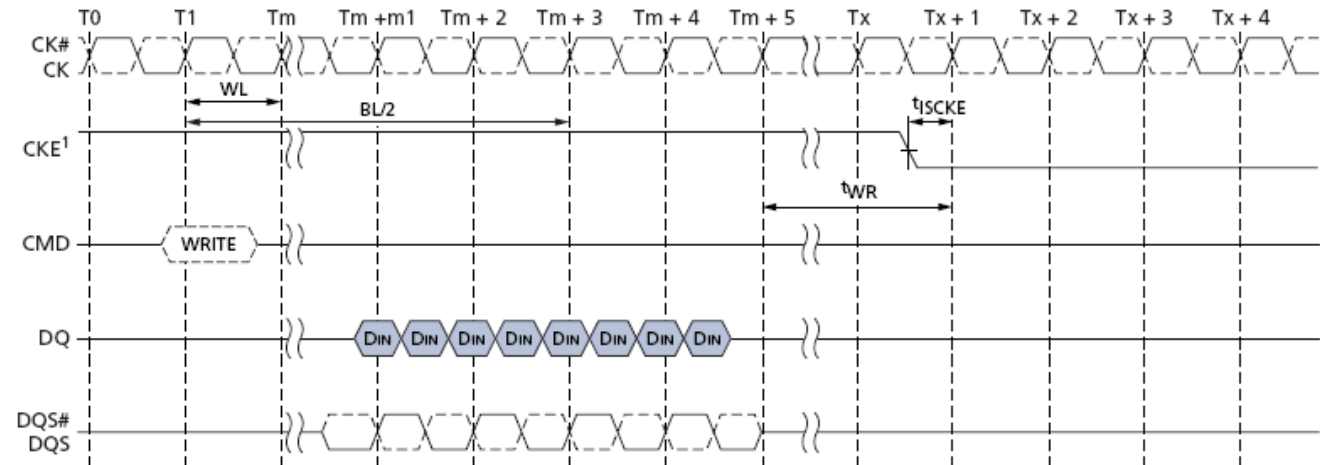 T0 T1 Tm Tm +m1 Tm + 2 Tm + 3 Tm + 4 Tm + 5 Tx Tx + 1 Tx + 2 Tx + 3 Tx + 4
CK#
CK
WL
BL/2
tISCKE
CKE1
tWR
CMD WRITE
DQ DIN DIN DIN DIN DIN DIN DIN DIN
DQS#
DQS